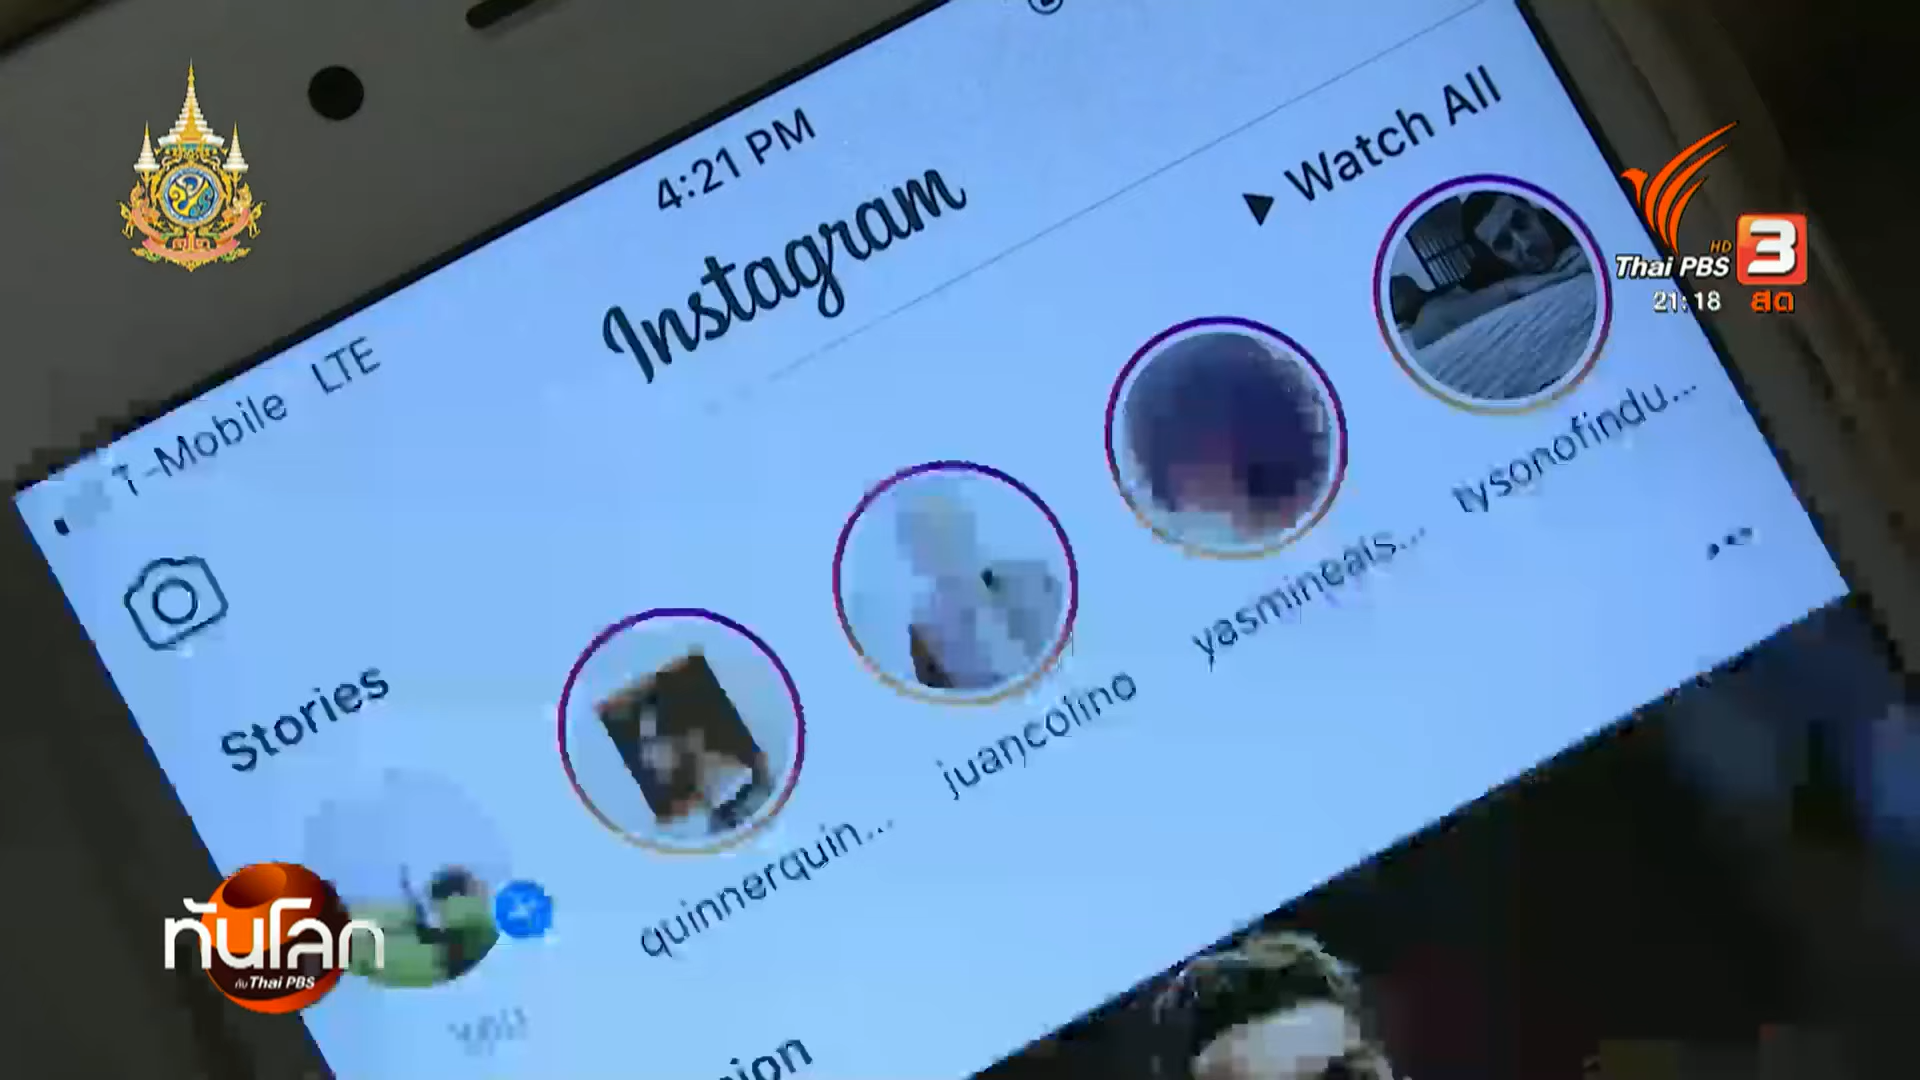 4:21 PM
T-Mobile LTE
Instagram
Watch All
Thai PBS HD 3
21:18 สด
Stories
tysonofindu...
yasmineals...
juancolino
quinnerquin...
ทันโลก
กับ Thai PBS